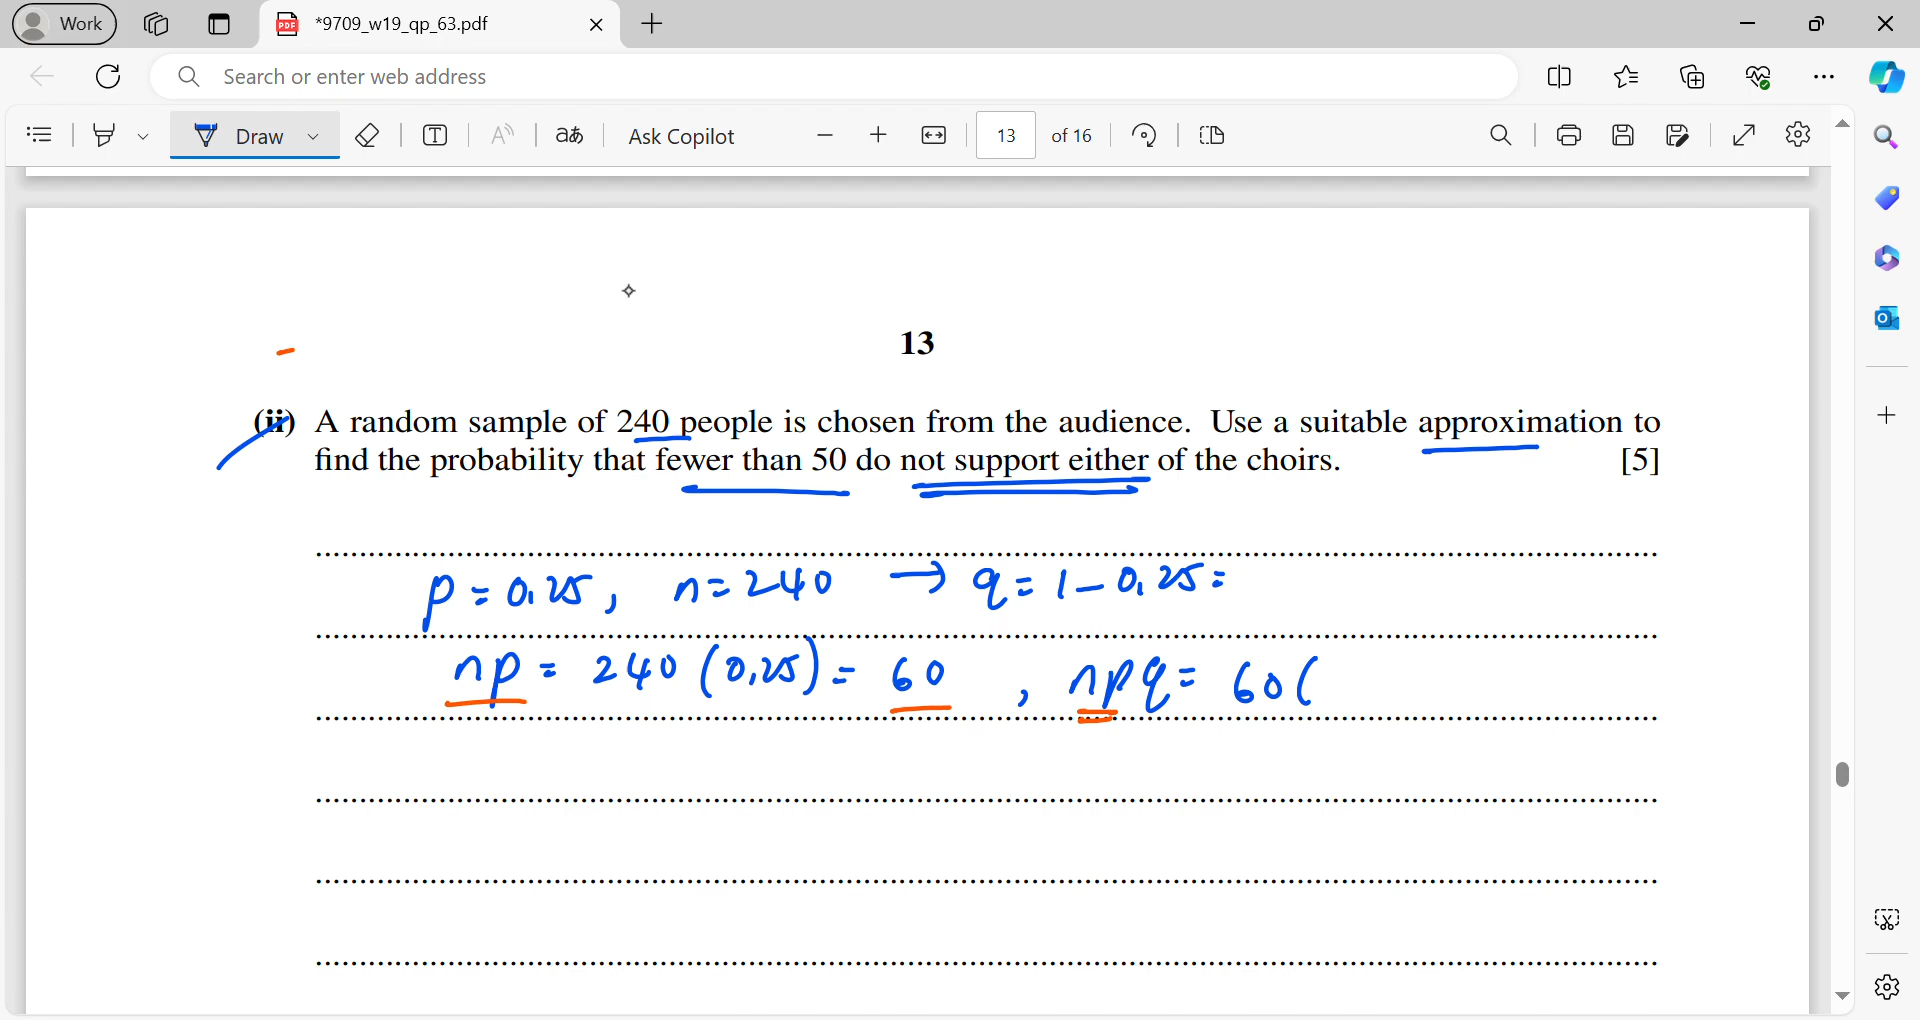 Work
*9709_w19_qp_63.pdf
Search or enter web address
Draw
T
A
aあ
Ask Copilot
13 of 16
13
(ii) A random sample of 240 people is chosen from the audience. Use a suitable approximation to
find the probability that fewer than 50 do not support either of the choirs. [5]
p = 0.25, n = 240 → q = 1 - 0.25 =
np = 240 (0.25) = 60 , npq = 60 (